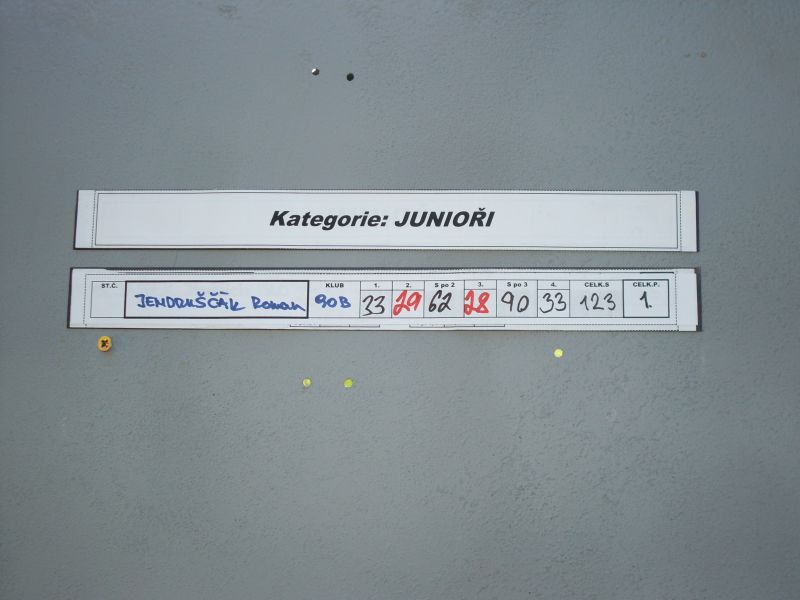 Kategorie: JUNIOŘI
ST.Č. KLUB 1. 2. S po 2 3. S po 3 4. CELK.S CELK.P.
JENDRUŠČÁK Roman SOB 33 29 62 28 90 33 123 1.